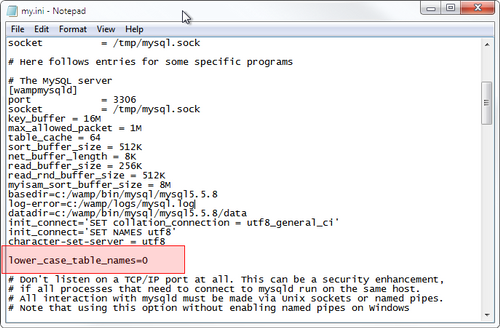 my.ini - Notepad
File Edit Format View Help
socket = /tmp/mysql.sock
# Here follows entries for some specific programs
# The MySQL server
[wampmysqld]
port = 3306
socket = /tmp/mysql.sock
key_buffer = 16M
max_allowed_packet = 1M
table_cache = 64
sort_buffer_size = 512K
net_buffer_length = 8K
read_buffer_size = 256K
read_rnd_buffer_size = 512K
myisam_sort_buffer_size = 8M
basedir=c:/wamp/bin/mysql/mysql5.5.8
log-error=c:/wamp/logs/mysql.log
datadir=c:/wamp/bin/mysql/mysql5.5.8/data
init_connect='SET collation_connection = utf8_general_ci'
init_connect='SET NAMES utf8'
character-set-server = utf8
lower_case_table_names=0
# Don't listen on a TCP/IP port at all. This can be a security enhancement,
# if all processes that need to connect to mysqld run on the same host.
# All interaction with mysqld must be made via Unix sockets or named pipes.
# Note that using this option without enabling named pipes on Windows